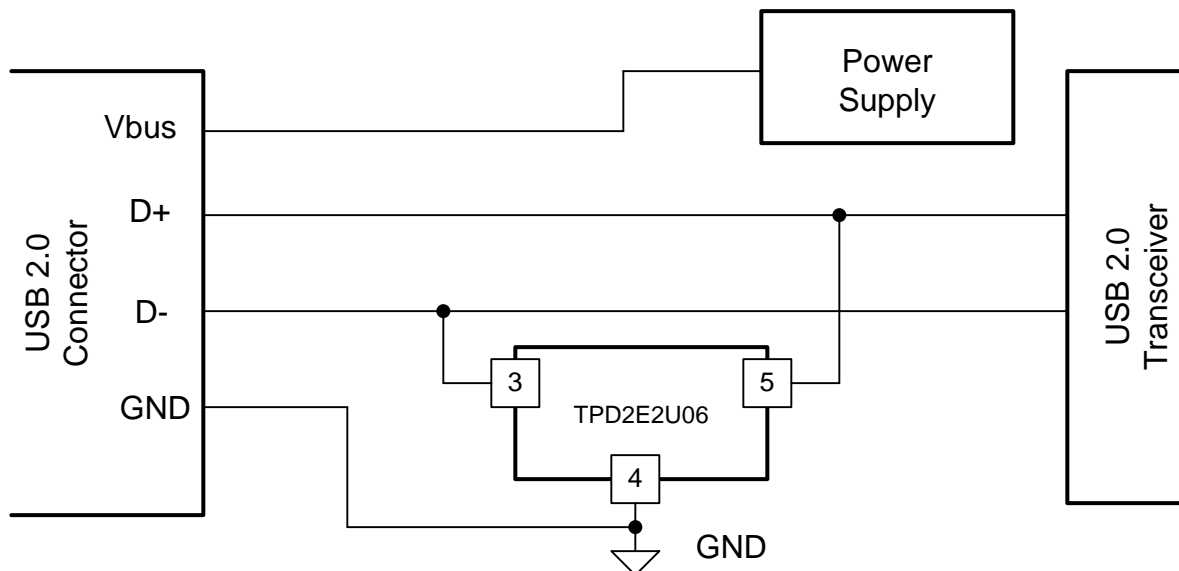 Power
Supply
Vbus
D+
USB 2.0
Connector
D-
USB 2.0
Transceiver
3
5
GND
TPD2E2U06
4
GND